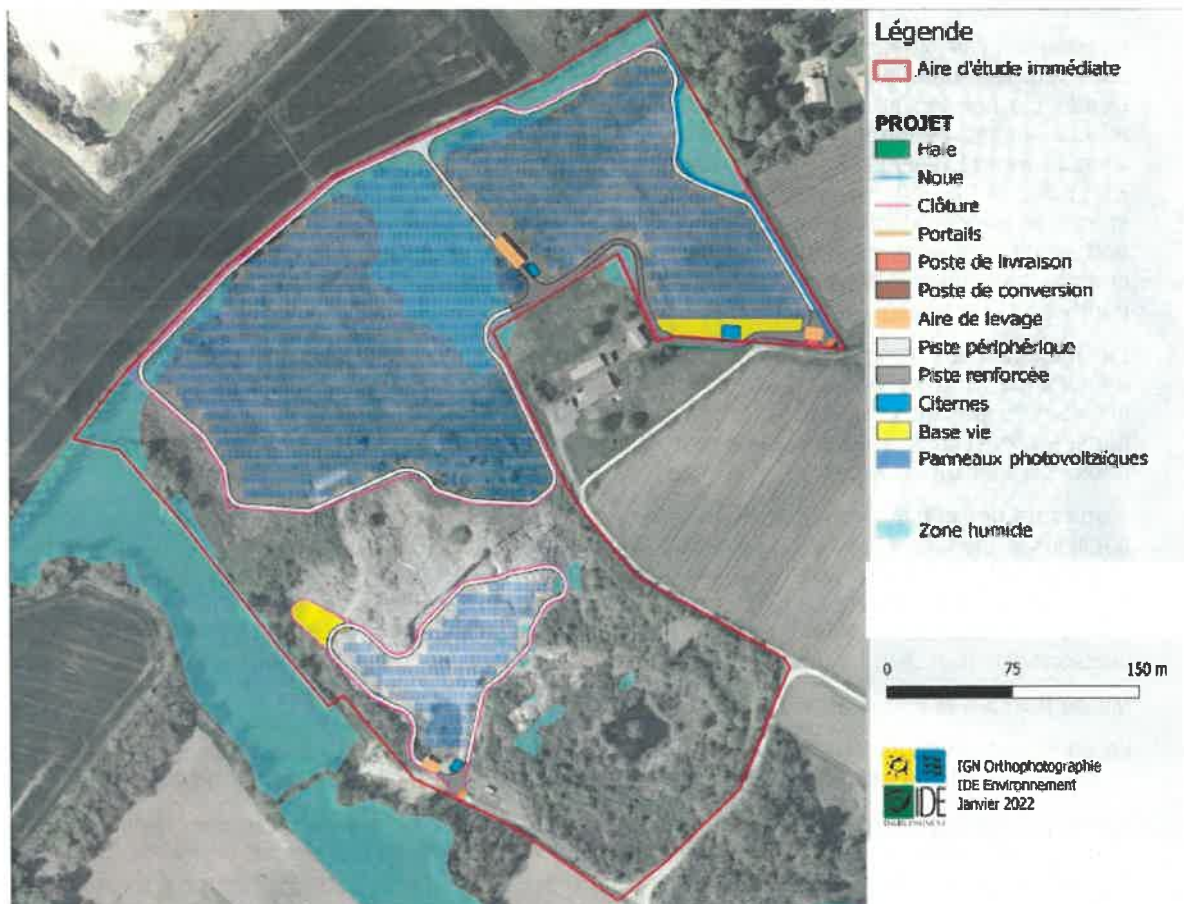 Légende
Aire d'étude immédiate
PROJET
Haie
Noue
Clôture
Portails
Poste de livraison
Poste de conversion
Aire de levage
Piste périphérique
Piste renforcée
Citernes
Base vie
Panneaux photovoltaïques
Zone humide
0 75 150 m
IGN Orthophotographie
IDE Environnement
Janvier 2022
IDE